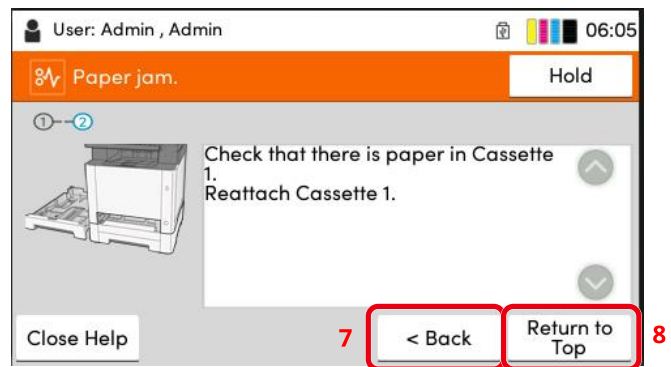 User: Admin , Admin
06:05
Paper jam.
Hold
1
2
Check that there is paper in Cassette
1.
Reattach Cassette 1.
Close Help
7
< Back
Return to
Top
8